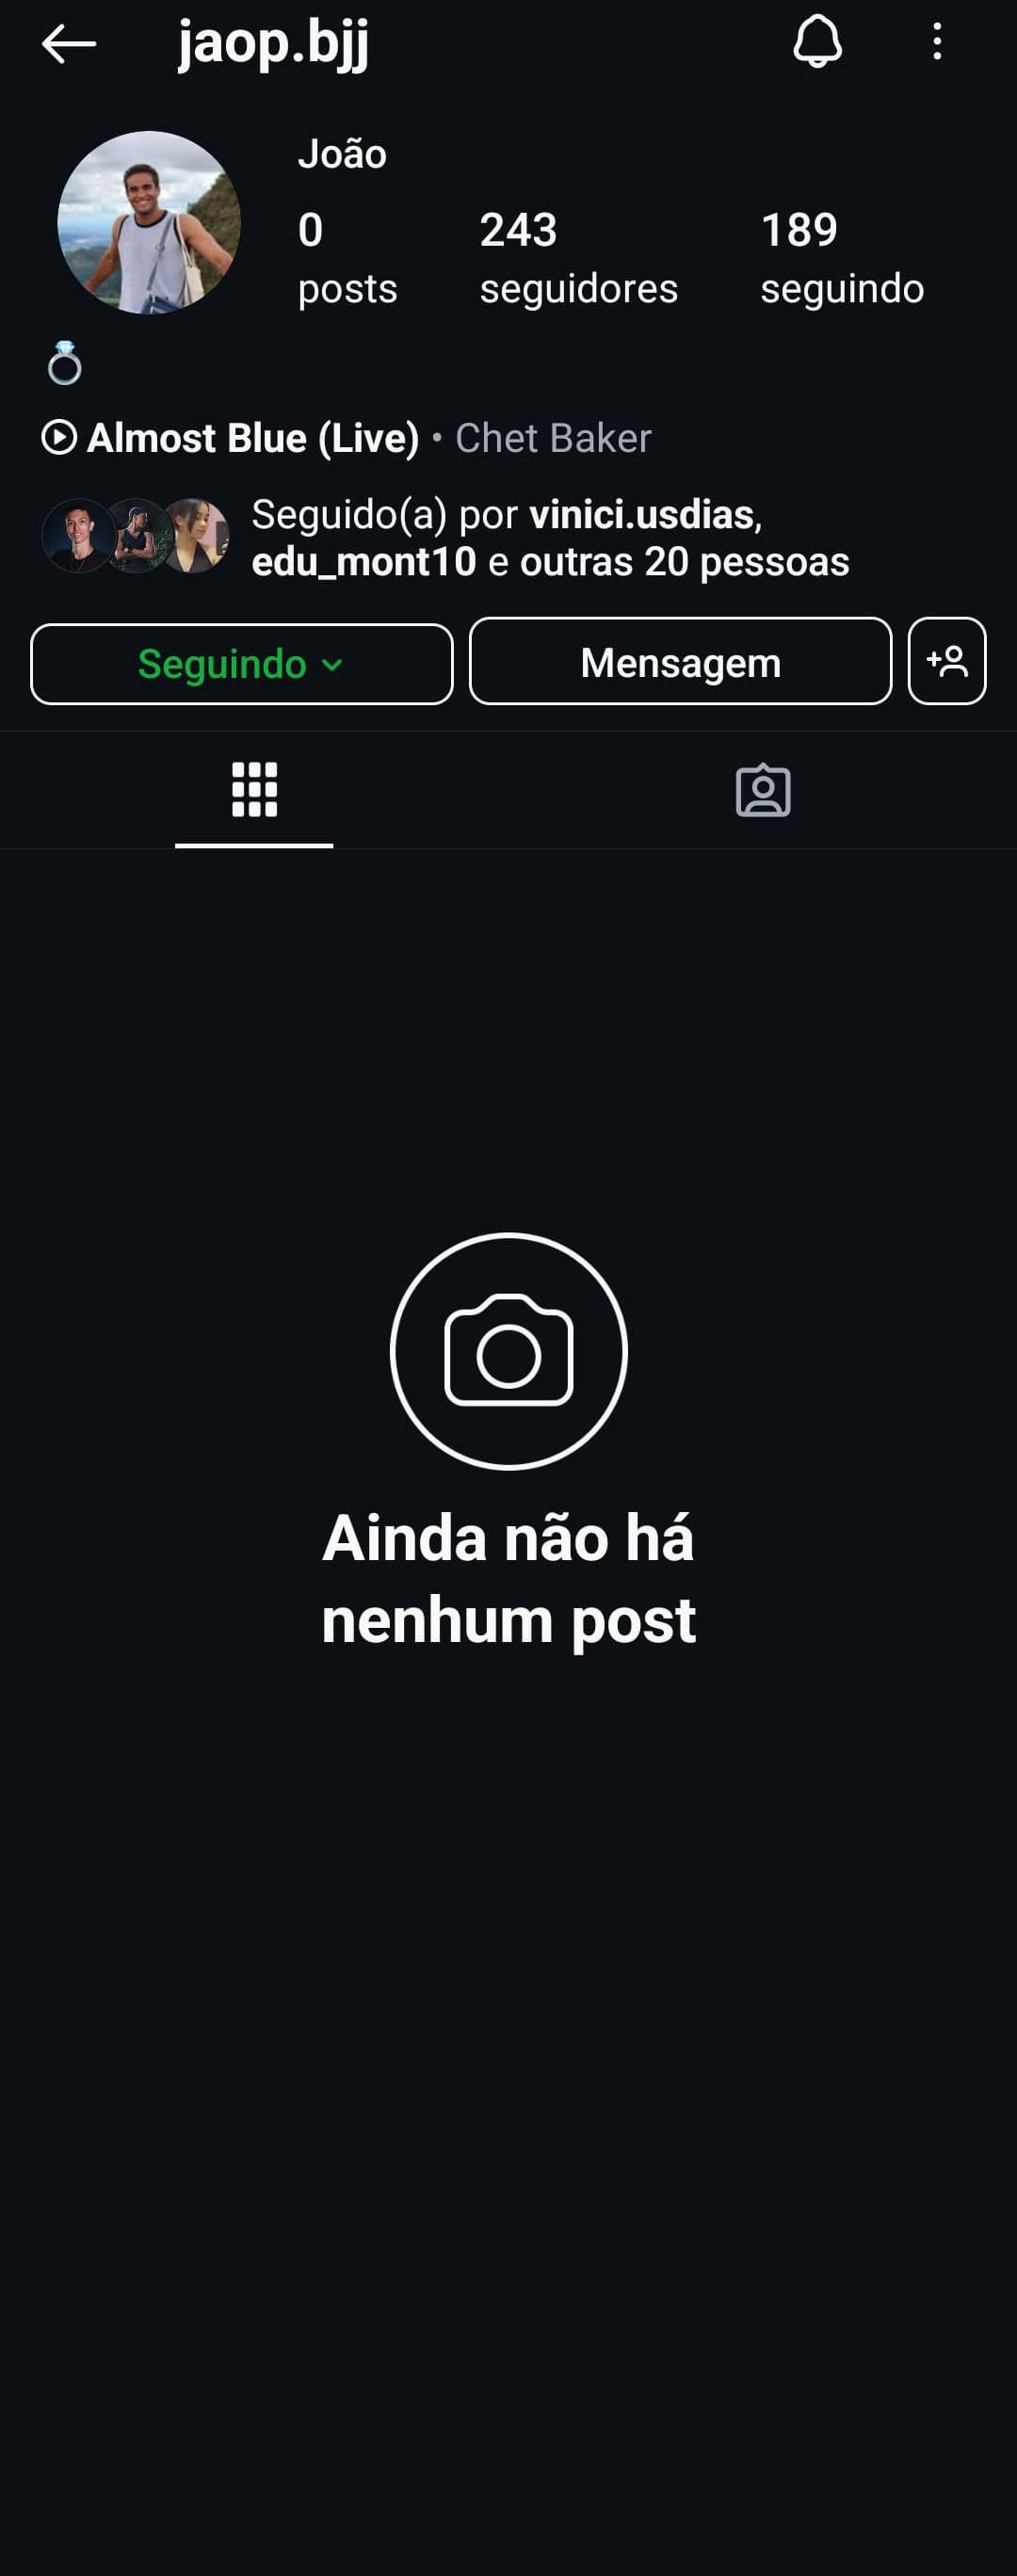 jaop.bjj
João
0
243
189
posts
seguidores
seguindo
Almost Blue (Live) • Chet Baker
Seguido(a) por vinici.usdias,
edu_mont10 e outras 20 pessoas
Seguindo
Mensagem
Ainda não há
nenhum post